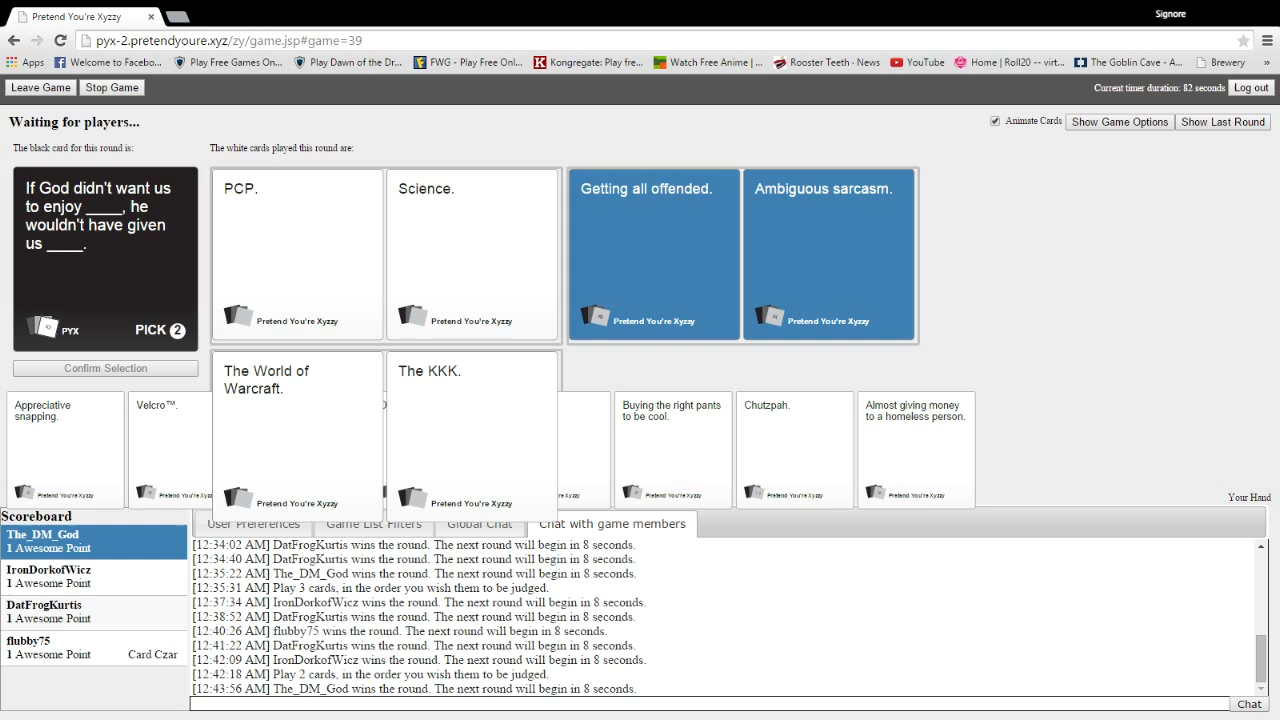 Pretend You're Xyzzy
Signore
pyx-2.pretendyoure.xyz/zy/game.jsp#game=39
Apps
Welcome to Facebo...
Play Free Games On...
Play Dawn of the Dr...
FWG - Play Free Onl...
Kongregate: Play fre...
Watch Free Anime | ...
Rooster Teeth · News
YouTube
Home | Roll20 -- virt...
The Goblin Cave - A...
Brewery
»
Leave Game
Stop Game
Current timer duration: 82 seconds
Log out
Waiting for players...
Animate Cards
Show Game Options
Show Last Round
The black card for this round is:
The white cards played this round are:
If God didn't want us
to enjoy ____, he
wouldn't have given
us ____.
PYX
PICK 2
Confirm Selection
PCP.
Pretend You're Xyzzy
Science.
Pretend You're Xyzzy
Getting all offended.
Pretend You're Xyzzy
Ambiguous sarcasm.
Pretend You're Xyzzy
The World of
Warcraft.
Pretend You're Xyzzy
The KKK.
Pretend You're Xyzzy
Appreciative
snapping.
Pretend You're Xyzzy
Velcro™.
Pretend You're Xyzz
Buying the right pants
to be cool.
Pretend You're Xyzzy
Chutzpah.
Pretend You're Xyzzy
Almost giving money
to a homeless person.
Pretend You're Xyzzy
Your Hand
Scoreboard
The_DM_God
1 Awesome Point
IronDorkofWicz
1 Awesome Point
DatFrogKurtis
1 Awesome Point
flubby75
1 Awesome Point
Card Czar
User Preferences
Game List Filters
Global Chat
Chat with game members
[12:34:02 AM] DatFrogKurtis wins the round. The next round will begin in 8 seconds.
[12:34:40 AM] DatFrogKurtis wins the round. The next round will begin in 8 seconds.
[12:35:22 AM] The_DM_God wins the round. The next round will begin in 8 seconds.
[12:35:31 AM] Play 3 cards, in the order you wish them to be judged.
[12:37:34 AM] IronDorkofWicz wins the round. The next round will begin in 8 seconds.
[12:38:52 AM] DatFrogKurtis wins the round. The next round will begin in 8 seconds.
[12:40:26 AM] flubby75 wins the round. The next round will begin in 8 seconds.
[12:41:22 AM] DatFrogKurtis wins the round. The next round will begin in 8 seconds.
[12:42:09 AM] IronDorkofWicz wins the round. The next round will begin in 8 seconds.
[12:42:18 AM] Play 2 cards, in the order you wish them to be judged.
[12:43:56 AM] The_DM_God wins the round. The next round will begin in 8 seconds.
Chat